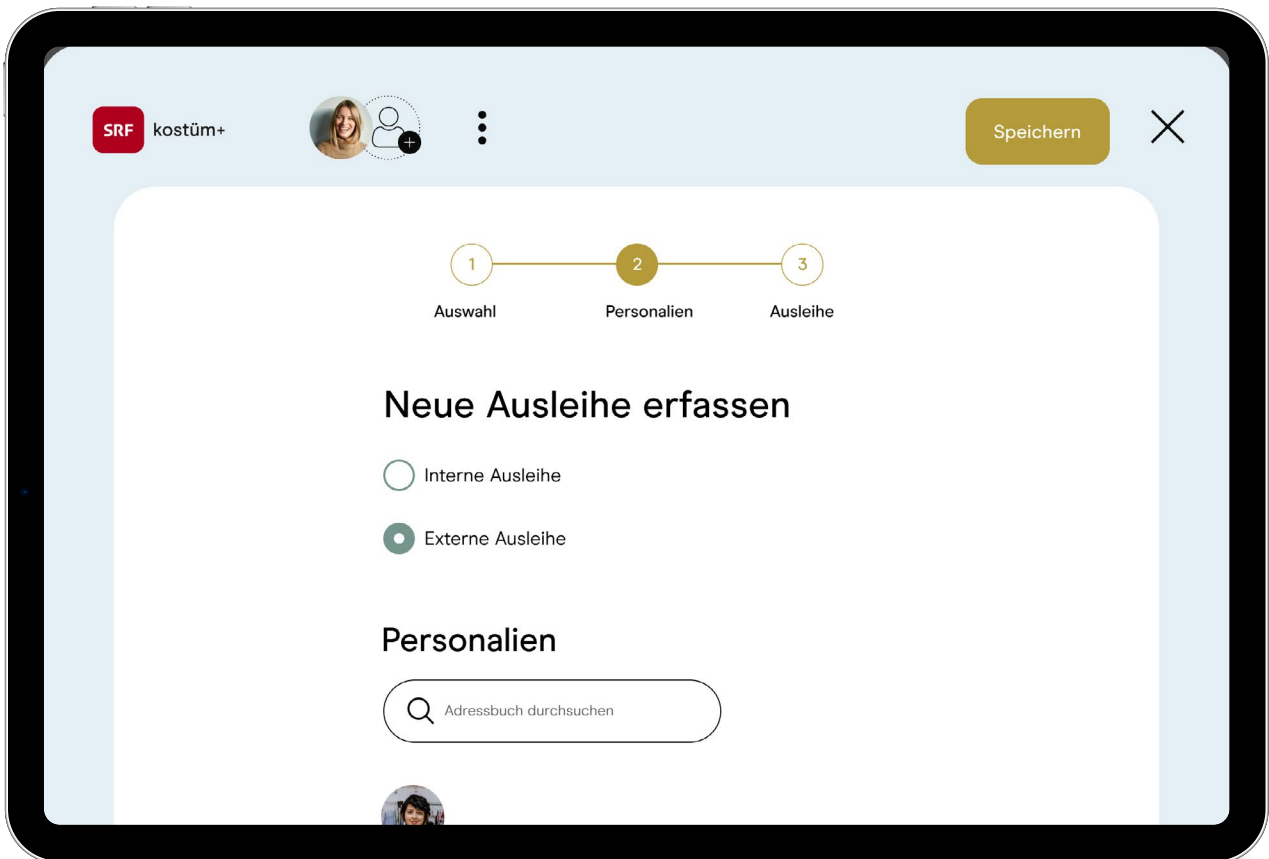 SRF kostüm+
Speichern
1 2 3
Auswahl Personalien Ausleihe
Neue Ausleihe erfassen
Interne Ausleihe
Externe Ausleihe
Personalien
Adressbuch durchsuchen